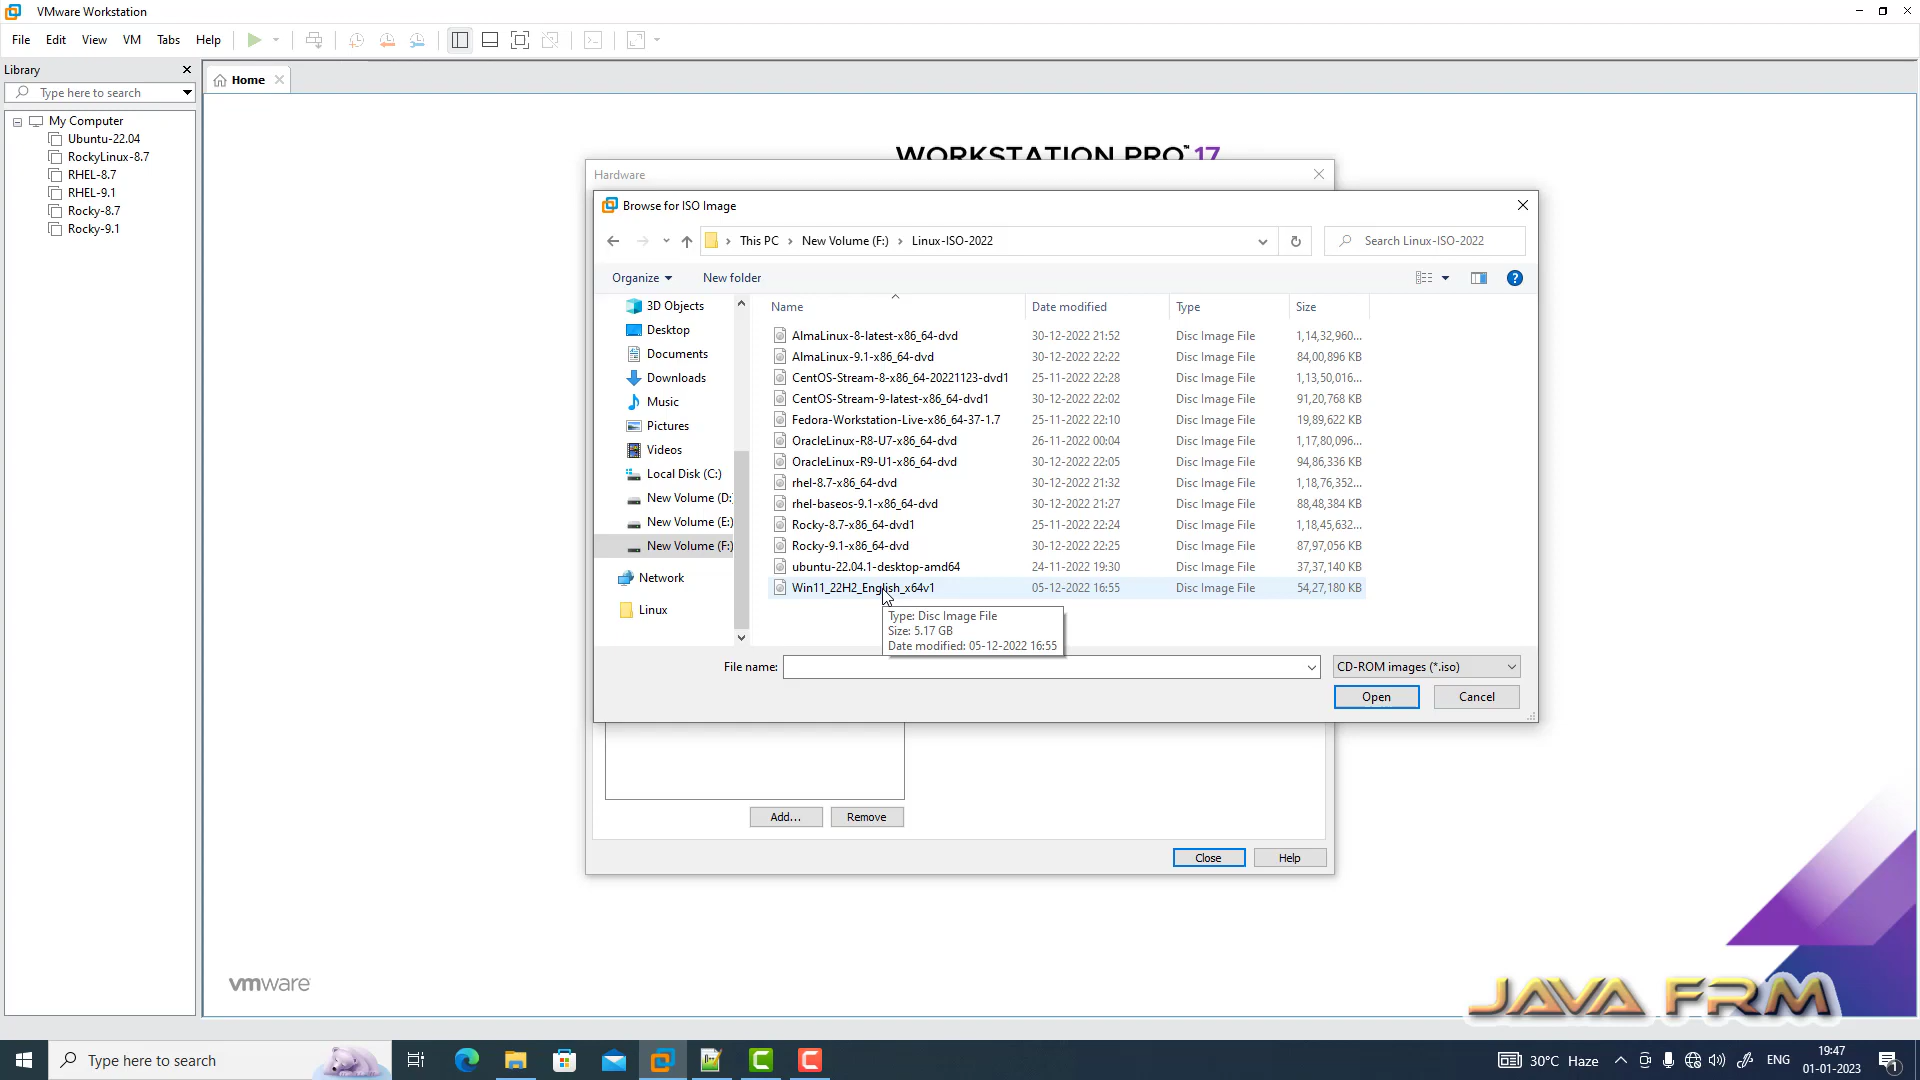 VMware Workstation
File Edit View VM Tabs Help
Library
Type here to search
My Computer
Ubuntu-22.04
RockyLinux-8.7
RHEL-8.7
RHEL-9.1
Rocky-8.7
Rocky-9.1
Home
WORKSTATION PRO™ 17
Hardware
Browse for ISO Image
This PC > New Volume (F:) > Linux-ISO-2022
Search Linux-ISO-2022
Organize New folder
3D Objects
Desktop
Documents
Downloads
Music
Pictures
Videos
Local Disk (C:)
New Volume (D:
New Volume (E:)
New Volume (F:)
Network
Linux
Name Date modified Type Size
AlmaLinux-8-latest-x86_64-dvd 30-12-2022 21:52 Disc Image File 1,14,32,960...
AlmaLinux-9.1-x86_64-dvd 30-12-2022 22:22 Disc Image File 84,00,896 KB
CentOS-Stream-8-x86_64-20221123-dvd1 25-11-2022 22:28 Disc Image File 1,13,50,016...
CentOS-Stream-9-latest-x86_64-dvd1 30-12-2022 22:02 Disc Image File 91,20,768 KB
Fedora-Workstation-Live-x86_64-37-1.7 25-11-2022 22:10 Disc Image File 19,89,622 KB
OracleLinux-R8-U7-x86_64-dvd 26-11-2022 00:04 Disc Image File 1,17,80,096...
OracleLinux-R9-U1-x86_64-dvd 30-12-2022 22:05 Disc Image File 94,86,336 KB
rhel-8.7-x86_64-dvd 30-12-2022 21:32 Disc Image File 1,18,76,352...
rhel-baseos-9.1-x86_64-dvd 30-12-2022 21:27 Disc Image File 88,48,384 KB
Rocky-8.7-x86_64-dvd1 25-11-2022 22:24 Disc Image File 1,18,45,632...
Rocky-9.1-x86_64-dvd 30-12-2022 22:25 Disc Image File 87,97,056 KB
ubuntu-22.04.1-desktop-amd64 24-11-2022 19:30 Disc Image File 37,37,140 KB
Win11_22H2_English_x64v1 05-12-2022 16:55 Disc Image File 54,27,180 KB
Type: Disc Image File
Size: 5.17 GB
Date modified: 05-12-2022 16:55
File name: CD-ROM images (*.iso)
Open Cancel
Add... Remove
Close Help
vmware
JAVA FRM
Type here to search
30°C Haze
ENG
19:47
01-01-2023
1